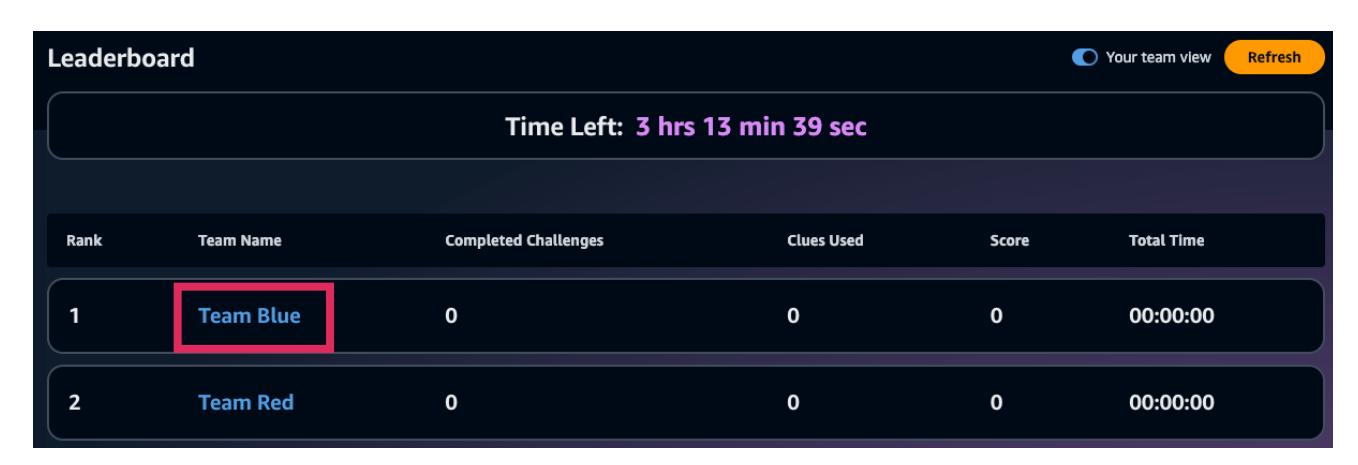 Leaderboard Your team view Refresh
Time Left: 3 hrs 13 min 39 sec
Rank Team Name Completed Challenges Clues Used Score Total Time
1 Team Blue 0 0 0 00:00:00
2 Team Red 0 0 0 00:00:00